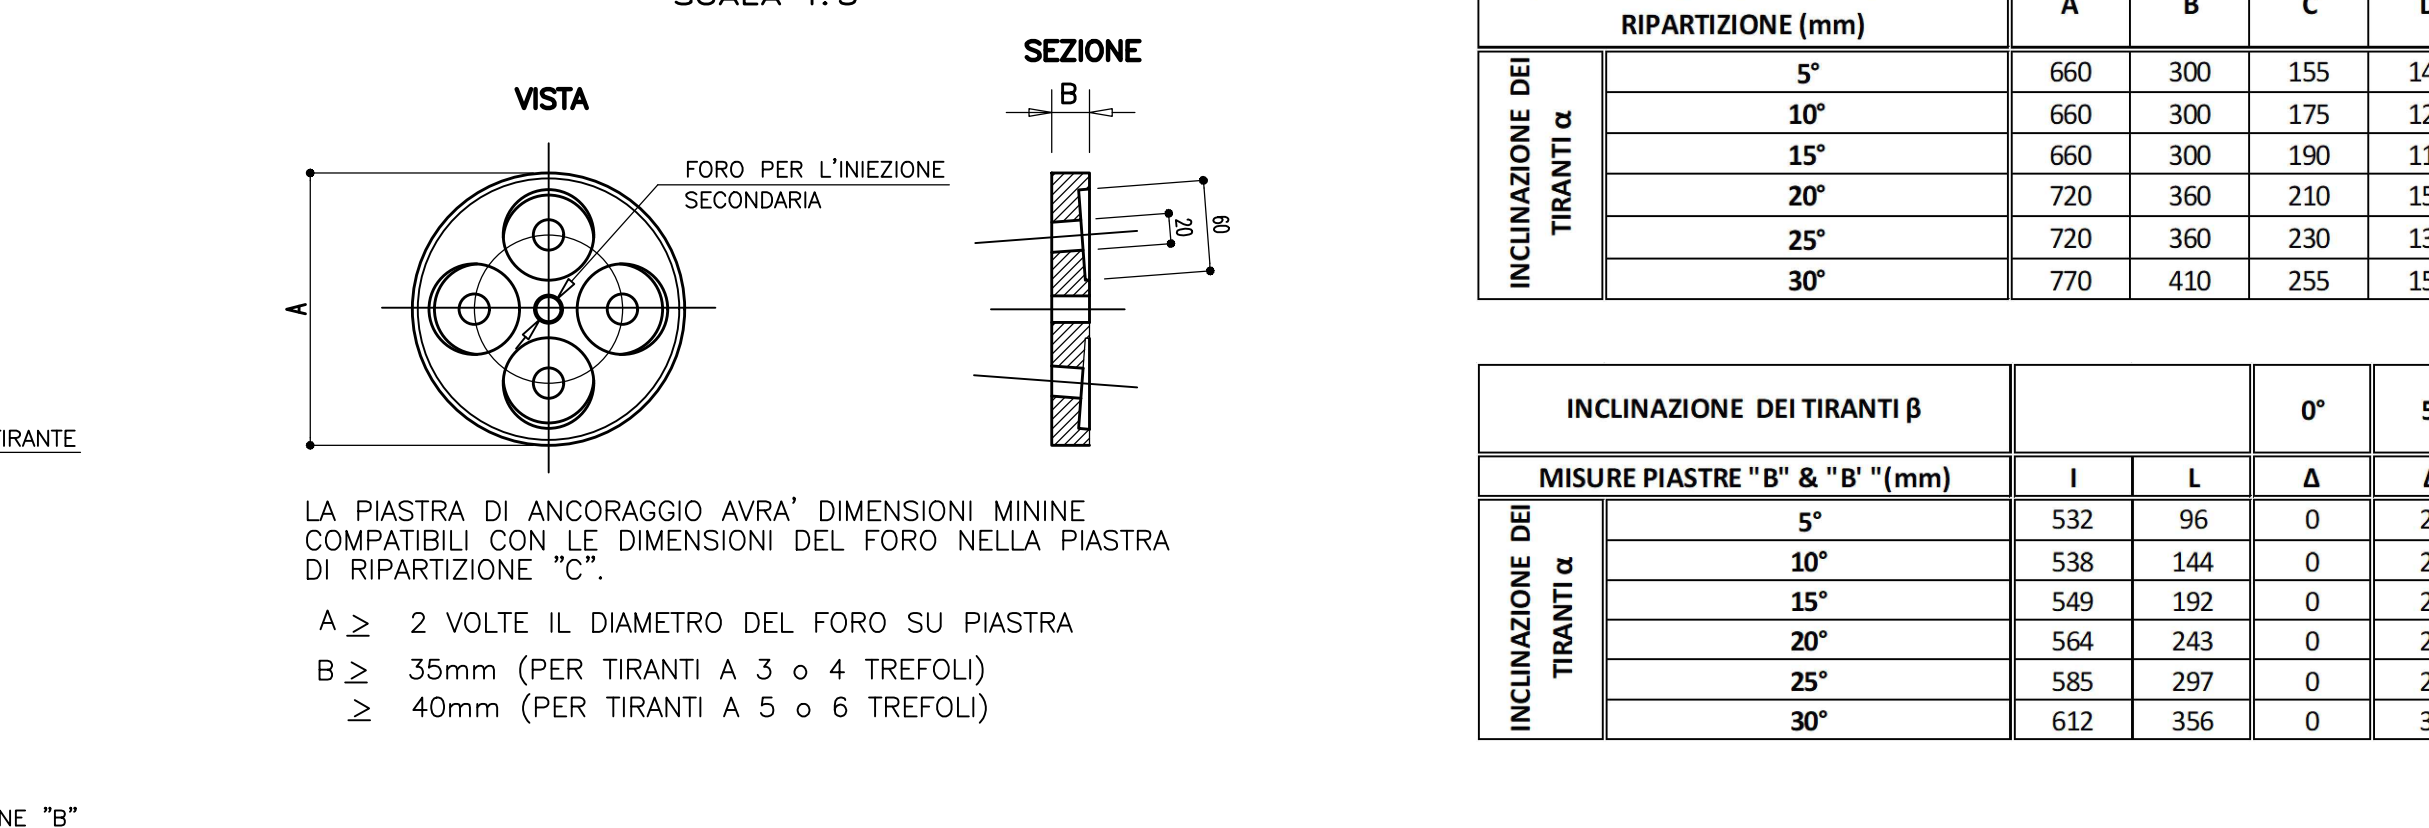 SEZIONE
B
VISTA
FORO PER L'INIEZIONE
SECONDARIA
20
60
A
TIRANTE
LA PIASTRA DI ANCORAGGIO AVRA' DIMENSIONI MININE
COMPATIBILI CON LE DIMENSIONI DEL FORO NELLA PIASTRA
DI RIPARTIZIONE "C".
A ≥ 2 VOLTE IL DIAMETRO DEL FORO SU PIASTRA
B ≥ 35mm (PER TIRANTI A 3 o 4 TREFOLI)
≥ 40mm (PER TIRANTI A 5 o 6 TREFOLI)
"B"
RIPARTIZIONE (mm) A B C
INCLINAZIONE DEI
TIRANTI α
5° 660 300 155
10° 660 300 175
15° 660 300 190
20° 720 360 210
25° 720 360 230
30° 770 410 255
INCLINAZIONE DEI TIRANTI β 0°
MISURE PIASTRE "B" & "B' "(mm) I L Δ
INCLINAZIONE DEI
TIRANTI α
5° 532 96 0
10° 538 144 0
15° 549 192 0
20° 564 243 0
25° 585 297 0
30° 612 356 0